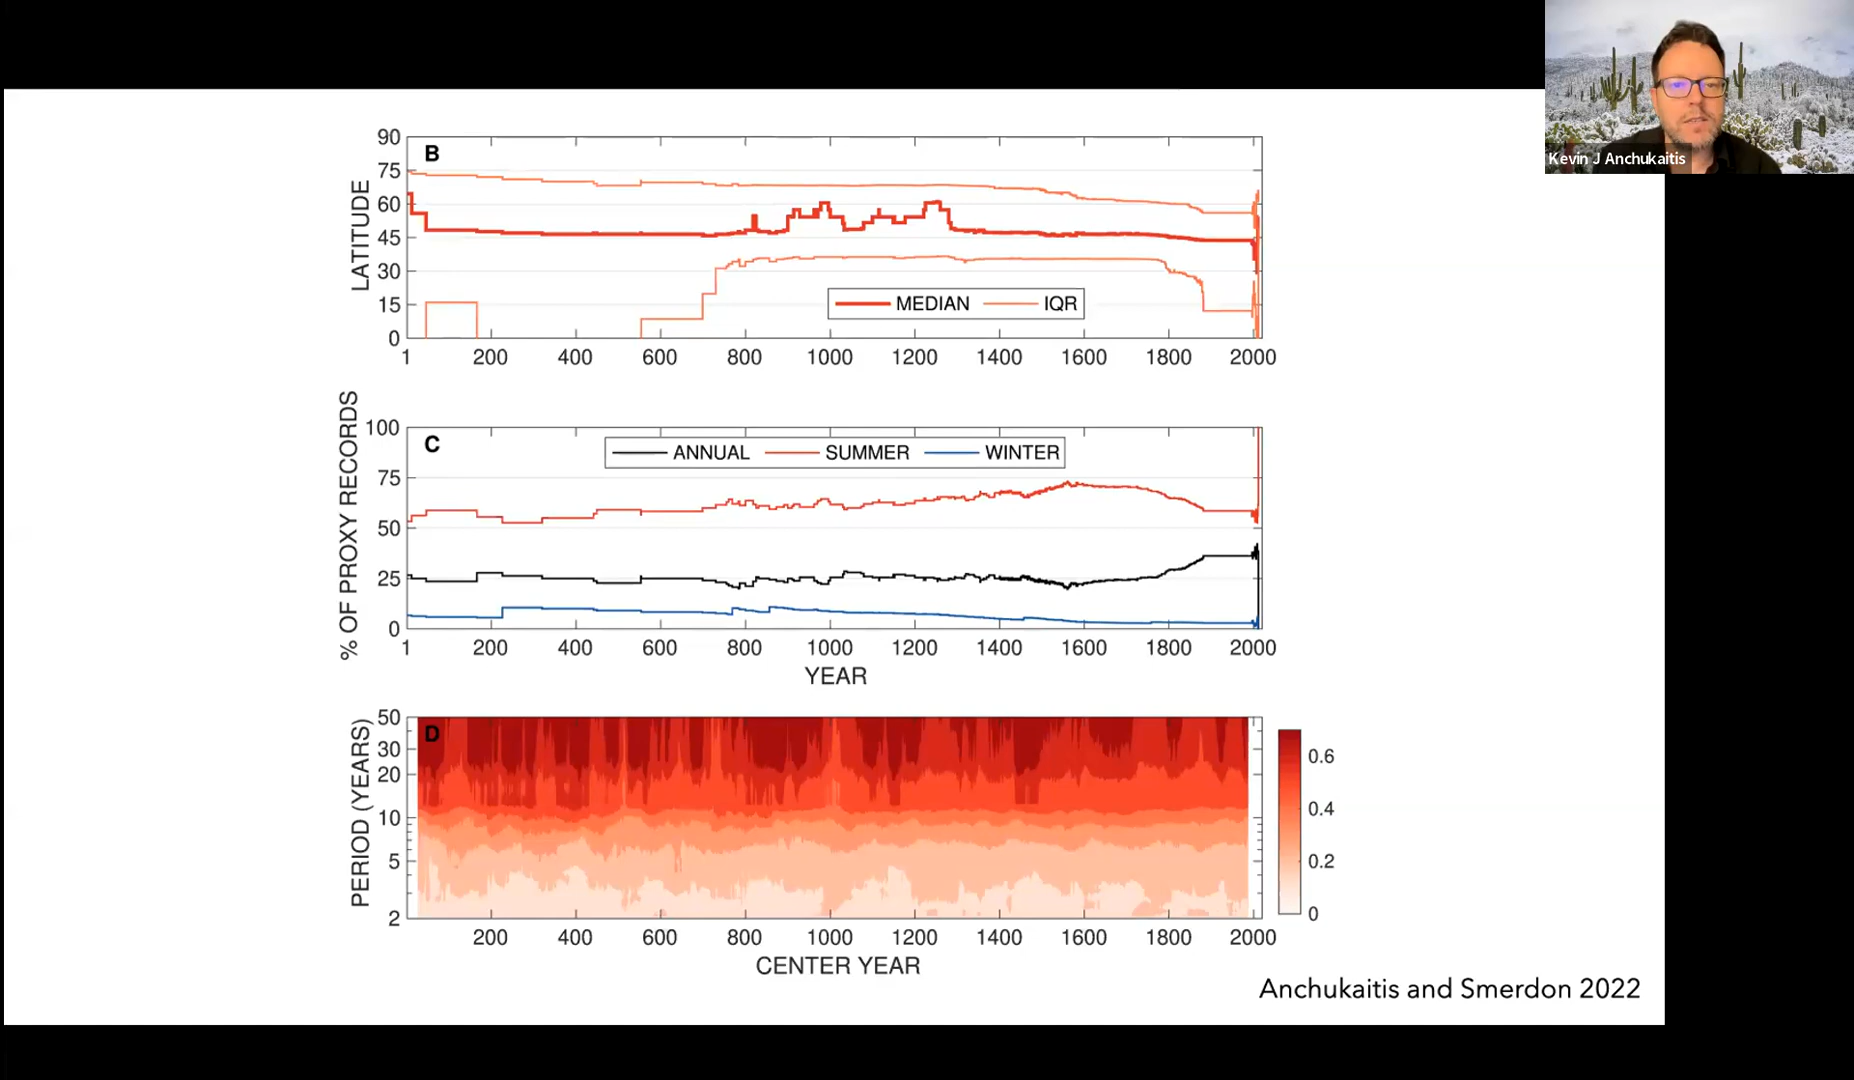 Kevin J Anchukaitis
B
LATITUDE
90
75
60
45
30
15
0
MEDIAN IQR
1 200 400 600 800 1000 1200 1400 1600 1800 2000
C
% OF PROXY RECORDS
100
75
50
25
0
ANNUAL SUMMER WINTER
1 200 400 600 800 1000 1200 1400 1600 1800 2000
YEAR
D
PERIOD (YEARS)
50
30
20
10
5
2
0.6
0.4
0.2
0
200 400 600 800 1000 1200 1400 1600 1800 2000
CENTER YEAR
Anchukaitis and Smerdon 2022